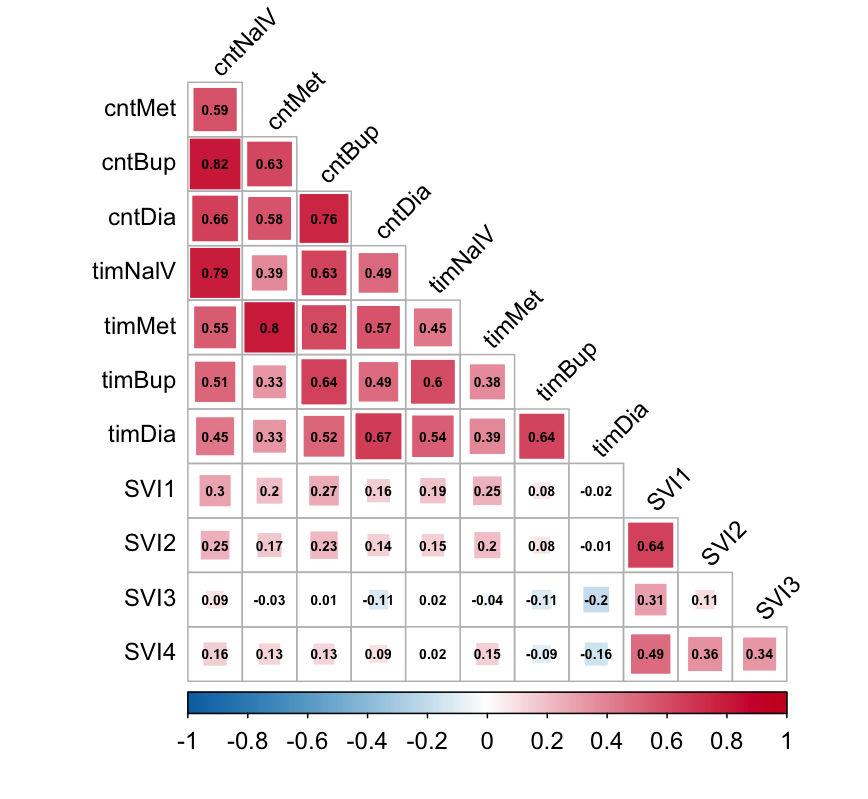 cntNalV
cntMet 0.59 cntMet
cntBup 0.82 0.63 cntBup
cntDia 0.66 0.58 0.76 cntDia
timNalV 0.79 0.39 0.63 0.49 timNalV
timMet 0.55 0.8 0.62 0.57 0.45 timMet
timBup 0.51 0.33 0.64 0.49 0.6 0.38 timBup
timDia 0.45 0.33 0.52 0.67 0.54 0.39 0.64 timDia
SVI1 0.3 0.2 0.27 0.16 0.19 0.25 0.08 -0.02 SVI1
SVI2 0.25 0.17 0.23 0.14 0.15 0.2 0.08 -0.01 0.64 SVI2
SVI3 0.09 -0.03 0.01 -0.11 0.02 -0.04 -0.11 -0.2 0.31 0.11 SVI3
SVI4 0.16 0.13 0.13 0.09 0.02 0.15 -0.09 -0.16 0.49 0.36 0.34
-1 -0.8 -0.6 -0.4 -0.2 0 0.2 0.4 0.6 0.8 1